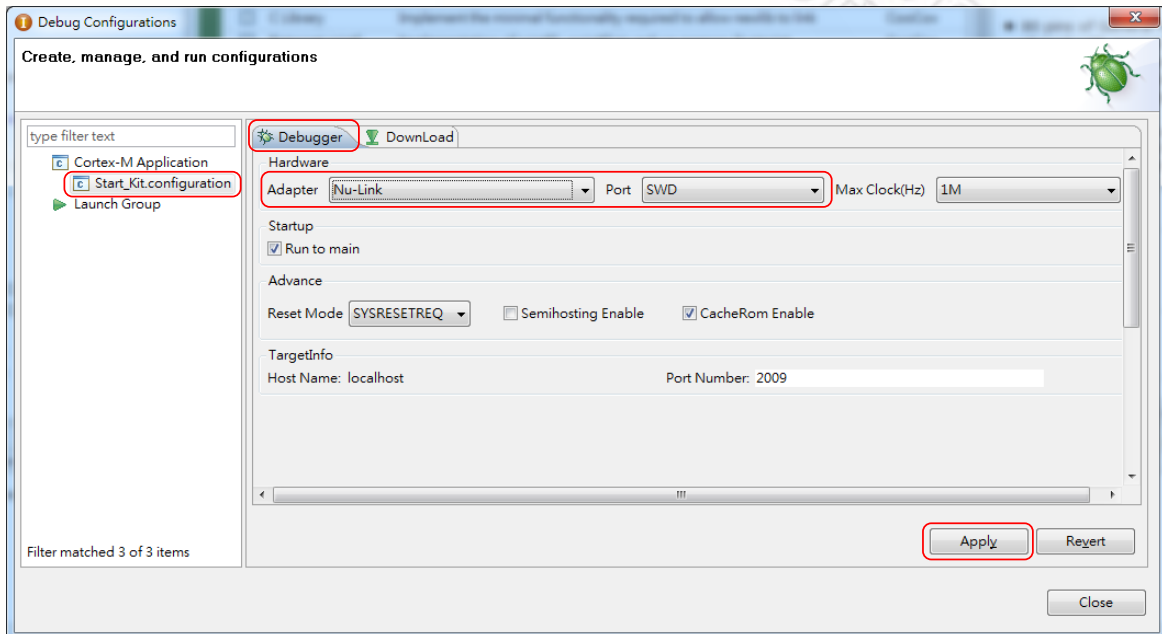 Debug Configurations
Create, manage, and run configurations
type filter text
Cortex-M Application
Start_Kit.configuration
Launch Group
Filter matched 3 of 3 items
Debugger DownLoad
Hardware
Adapter Nu-Link Port SWD Max Clock(Hz) 1M
Startup
Run to main
Advance
Reset Mode SYSRESETREQ Semihosting Enable CacheRom Enable
TargetInfo
Host Name: localhost Port Number: 2009
Apply Revert
Close